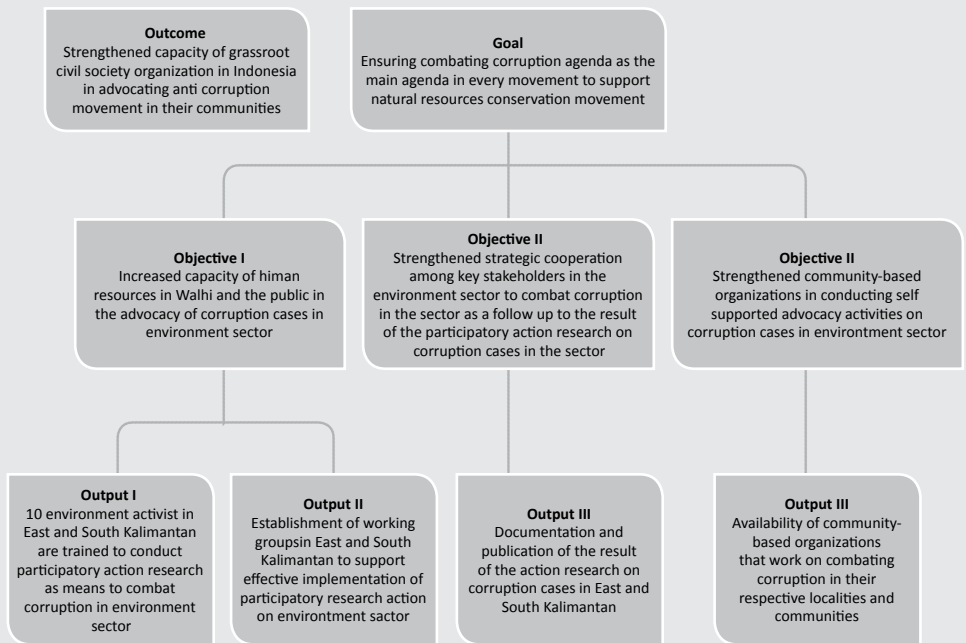 Outcome
Strengthened capacity of grassroot
civil society organization in Indonesia
in advocating anti corruption
movement in their communities
Goal
Ensuring combating corruption agenda as the
main agenda in every movement to support
natural resources conservation movement
Objective I
Increased capacity of himan
resources in Walhi and the public in
the advocacy of corruption cases in
environment sector
Objective II
Strengthened strategic cooperation
among key stakeholders in the
environment sector to combat corruption
in the sector as a follow up to the result
of the participatory action research on
corruption cases in the sector
Objective II
Strengthened community-based
organizations in conducting self
supported advocacy activities on
corruption cases in environtment sector
Output I
10 environment activist in
East and South Kalimantan
are trained to conduct
participatory action research
as means to combat
corruption in environment
sector
Output II
Establishment of working
groupsin East and South
Kalimantan to support
effective implementation of
participatory research action
on environtment sactor
Output III
Documentation and
publication of the result
of the action research on
corruption cases in East and
South Kalimantan
Output III
Availability of community-
based organizations
that work on combating
corruption in their
respective localities and
communities